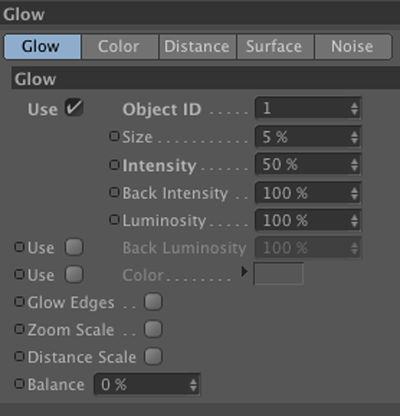 Glow
Glow Color Distance Surface Noise
Glow
Use Object ID ..... 1
Size ........... 5 %
Intensity ....... 50 %
Back Intensity .. 100 %
Luminosity ..... 100 %
Use Back Luminosity 100 %
Use Color ........
Glow Edges ..
Zoom Scale ..
Distance Scale
Balance 0 %